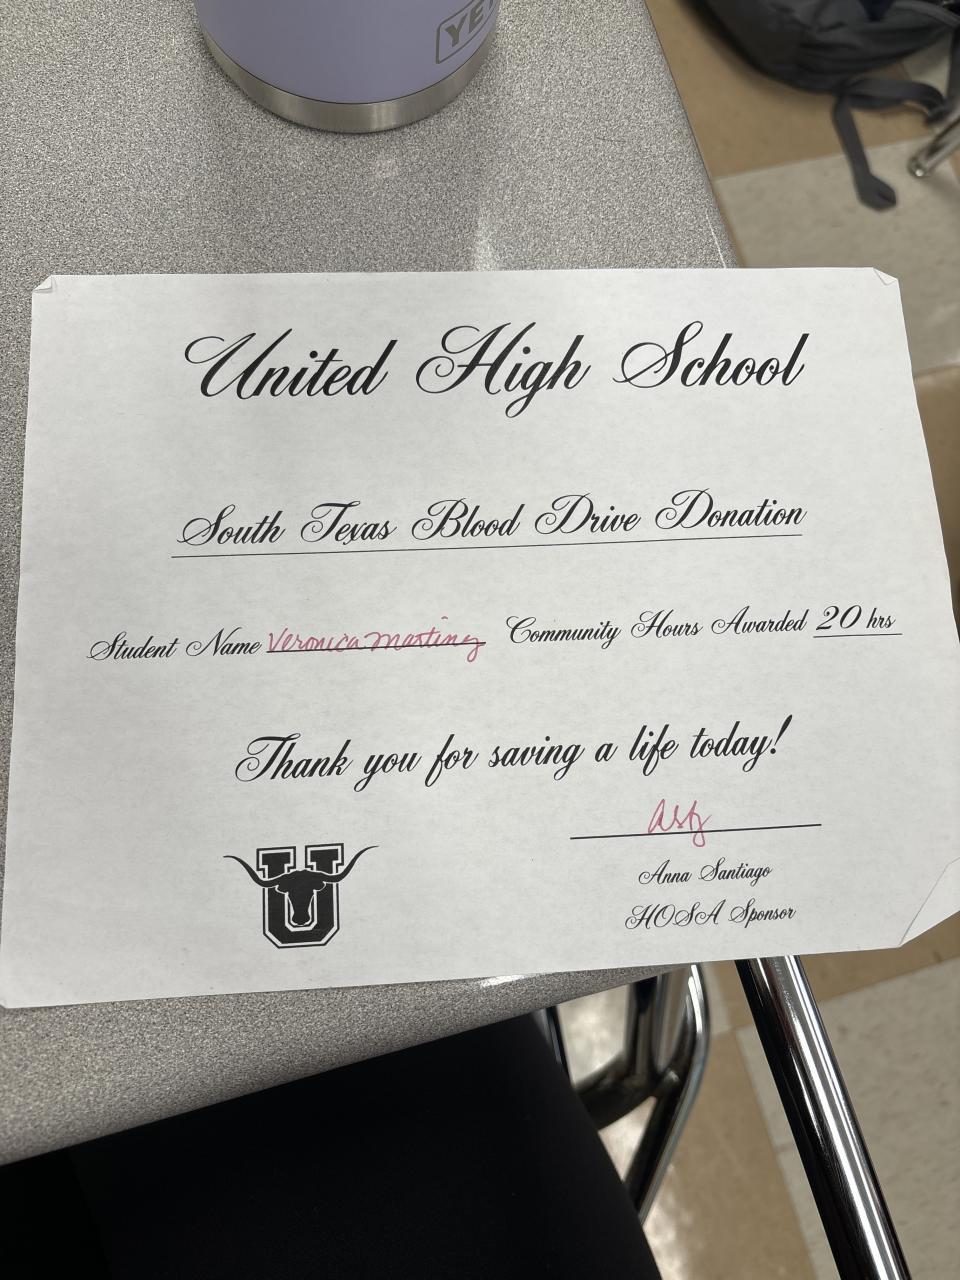 YETI
United High School
South Texas Blood Drive Donation
Student Name Veronica Martinez Community Hours Awarded 20 hrs
Thank you for saving a life today!
U
Anna Santiago
HOSA Sponsor